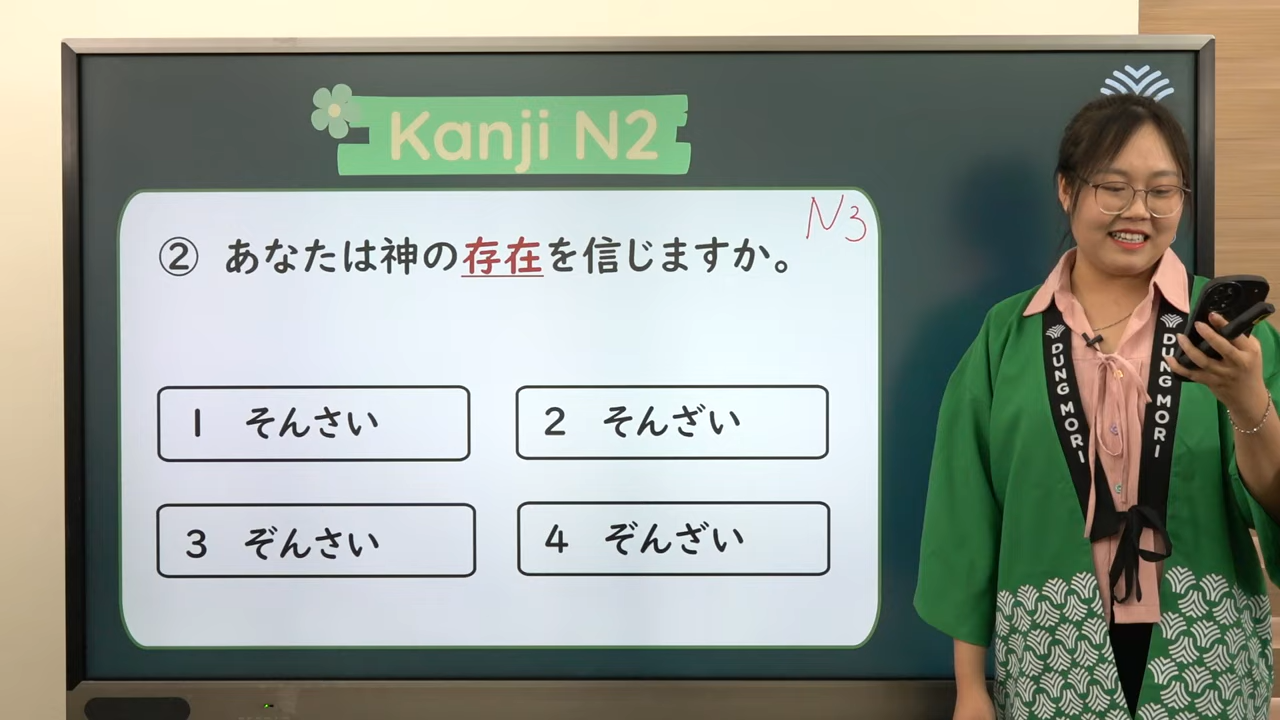 Kanji N2
N3
② あなたは神の存在を信じますか。
1 そんさい
2 そんざい
3 ぞんさい
4 ぞんざい
DUNG MORI
DUNG MORI